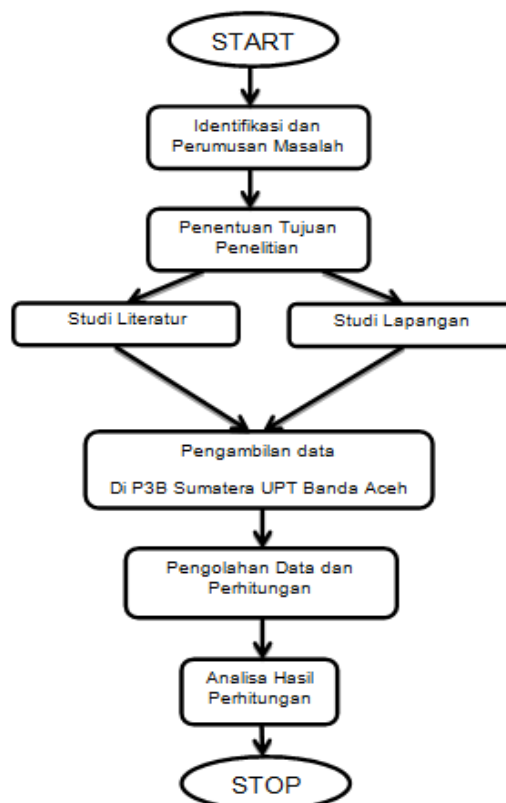 START
Identifikasi dan
Perumusan Masalah
Penentuan Tujuan
Penelitian
Studi Literatur
Studi Lapangan
Pengambilan data
Di P3B Sumatera UPT Banda Aceh
Pengolahan Data dan
Perhitungan
Analisa Hasil
Perhitungan
STOP